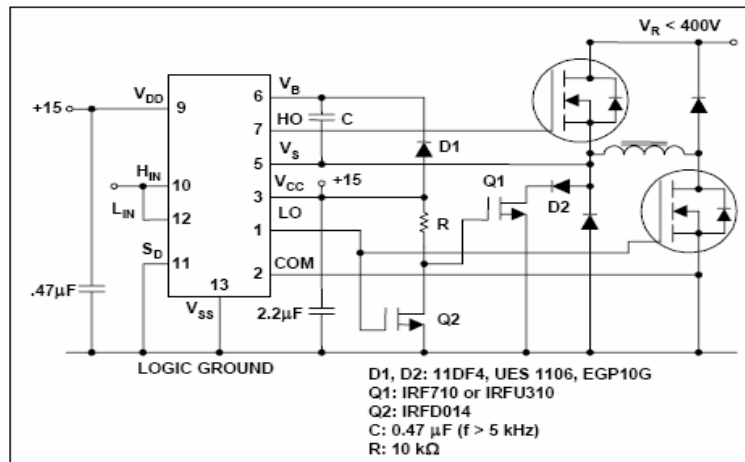 V_R < 400V
V_B
6
V_DD
+15
9
HO
C
7
D1
V_S
5
H_IN
V_CC
+15
Q1
10
3
D2
L_IN
LO
12
1
R
S_D
COM
11
2
13
.47μF
V_SS
2.2μF
Q2
LOGIC GROUND
D1, D2: 11DF4, UES 1106, EGP10G
Q1: IRF710 or IRFU310
Q2: IRFD014
C: 0.47 μF (f > 5 kHz)
R: 10 kΩ